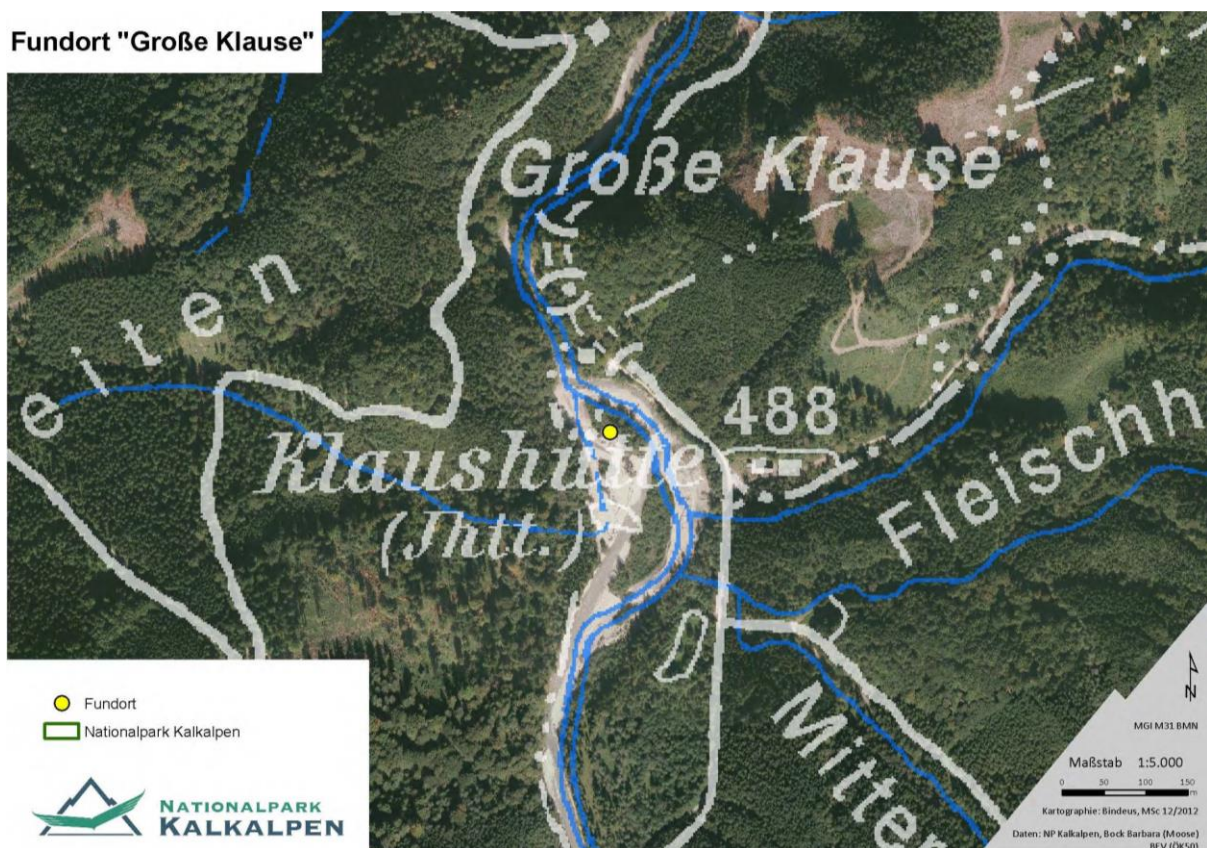 Fundort "Große Klause"
Große Klause
eiten
488
Klaushütte
(Jhtt.)
Fleischh
Mitter
Fundort
Nationalpark Kalkalpen
NATIONALPARK
KALKALPEN
N
MGI M31 BMN
Maßstab 1:5.000
0 50 100 150
m
Kartographie: Bindeus, MSc 12/2012
Daten: NP Kalkalpen, Bock Barbara (Moose)
BEV (ÖK50)